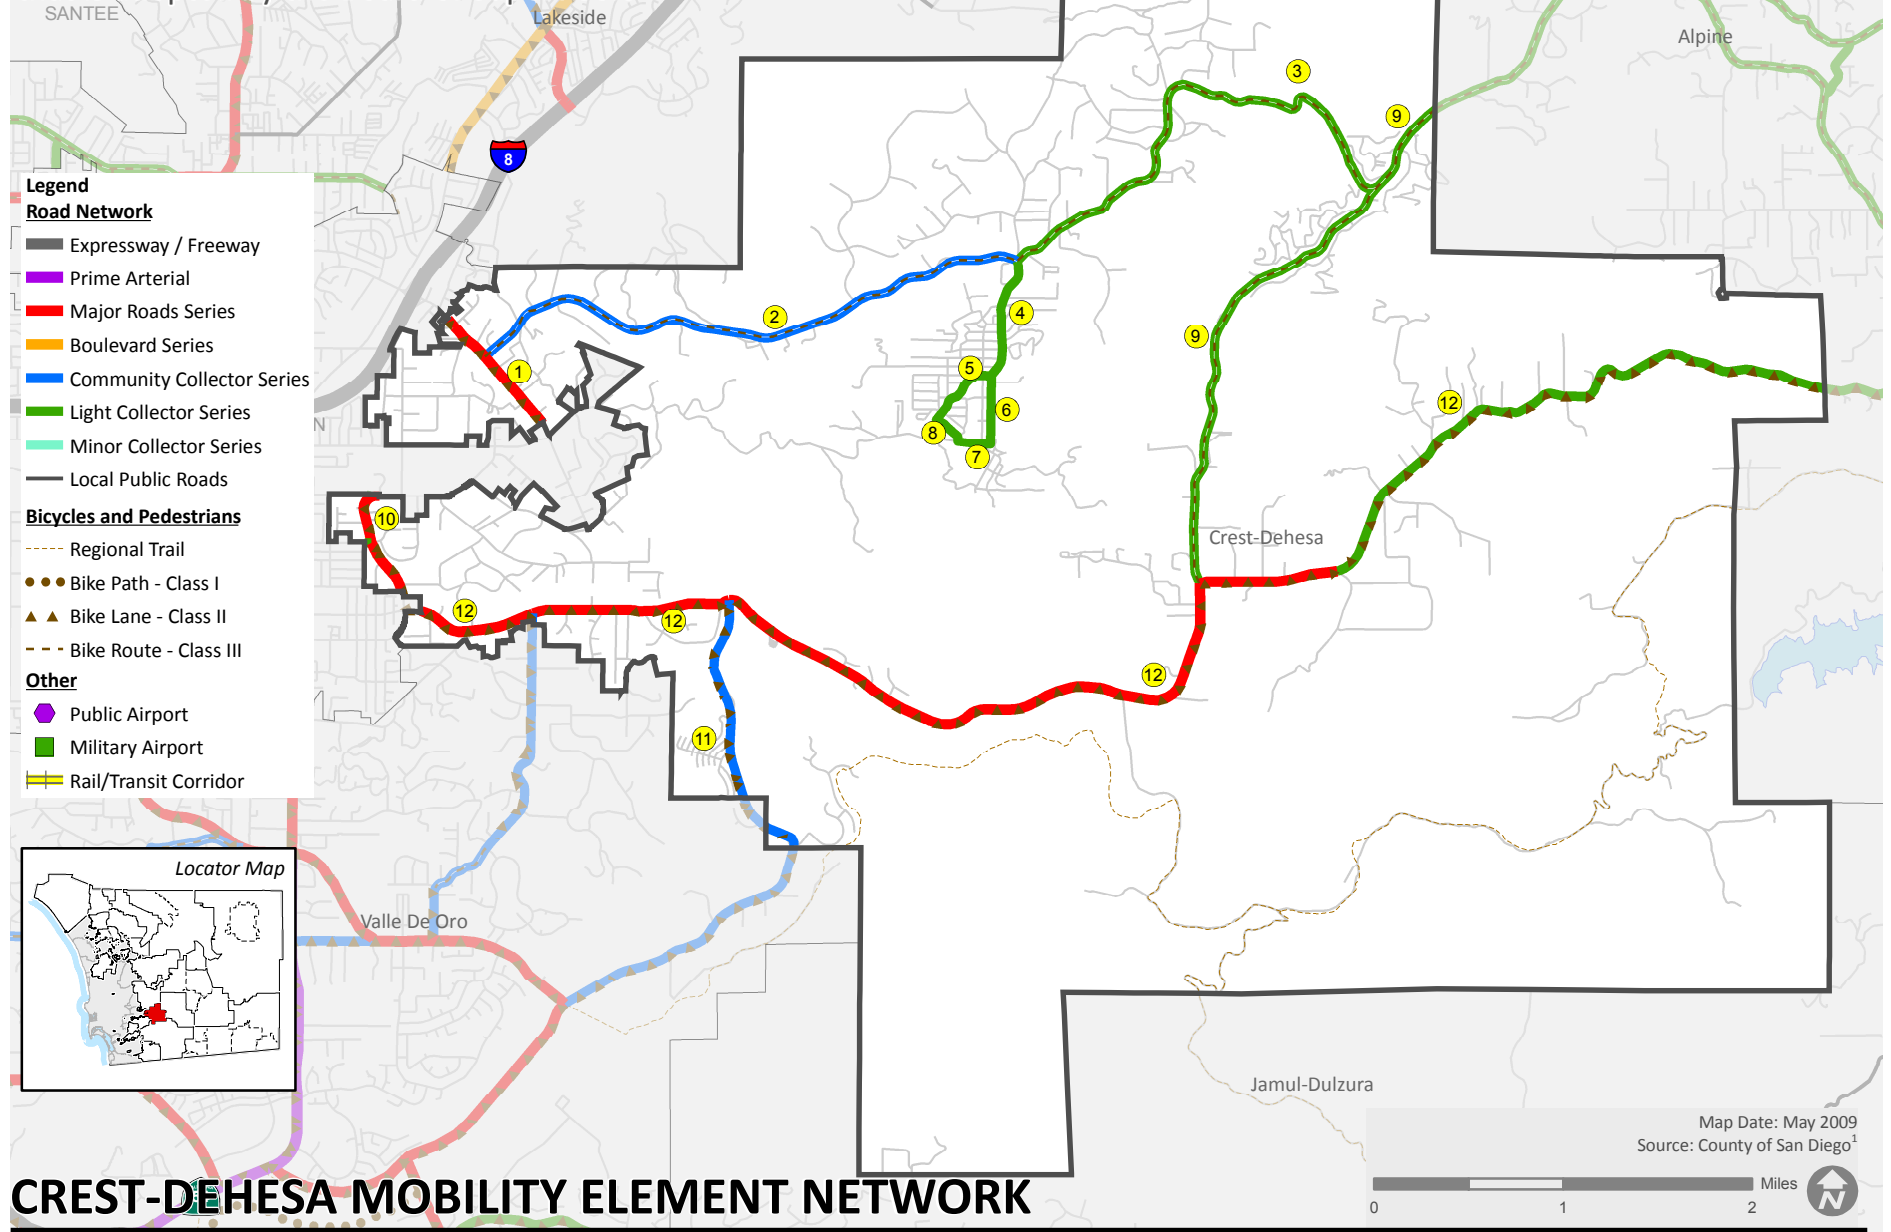 SANTEE
Lakeside
Alpine
3
9
8
Legend
Road Network
Expressway / Freeway
Prime Arterial
Major Roads Series
Boulevard Series
Community Collector Series
Light Collector Series
Minor Collector Series
Local Public Roads
Bicycles and Pedestrians
Regional Trail
Bike Path - Class I
Bike Lane - Class II
Bike Route - Class III
Other
Public Airport
Military Airport
Rail/Transit Corridor
2
4
9
1
5
12
6
8
7
N
10
Crest-Dehesa
12
12
12
11
Locator Map
Valle De Oro
Jamul-Dulzura
Map Date: May 2009
Source: County of San Diego1
Miles
0 1 2
N
CREST-DEHESA MOBILITY ELEMENT NETWORK